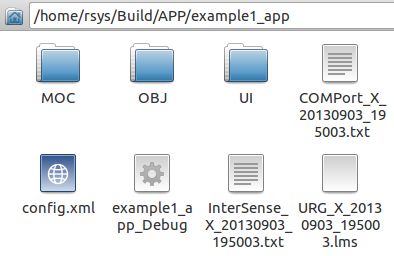 /home/rsys/Build/APP/example1_app
MOC
OBJ
UI
COMPort_X_
20130903_19
5003.txt
config.xml
example1_a
pp_Debug
InterSense_
X_20130903_
195003.txt
URG_X_2013
0903_19500
3.lms